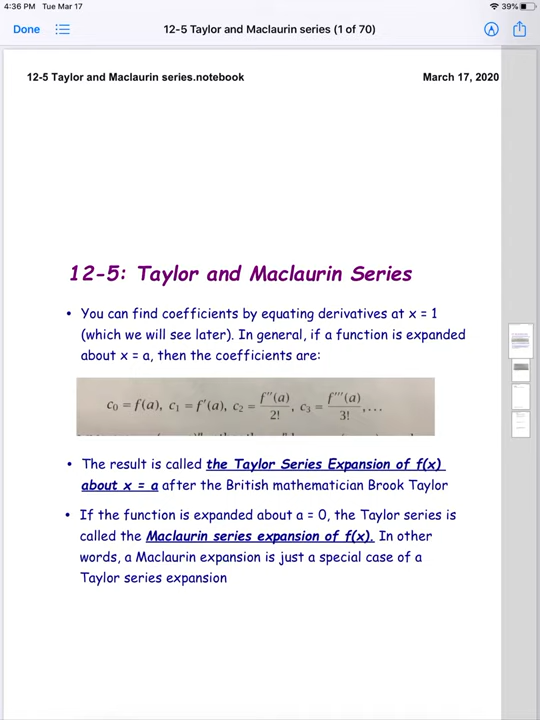 4:36 PM Tue Mar 17
39%
Done
12-5 Taylor and Maclaurin series (1 of 70)
12-5 Taylor and Maclaurin series.notebook
March 17, 2020
12-5: Taylor and Maclaurin Series
• You can find coefficients by equating derivatives at x = 1
(which we will see later). In general, if a function is expanded
about x = a, then the coefficients are:
c₀ = f(a), c₁ = f′(a), c₂ = f″(a)/2!, c₃ = f‴(a)/3!, . . .
• The result is called the Taylor Series Expansion of f(x)
about x = a after the British mathematician Brook Taylor
• If the function is expanded about a = 0, the Taylor series is
called the Maclaurin series expansion of f(x). In other
words, a Maclaurin expansion is just a special case of a
Taylor series expansion